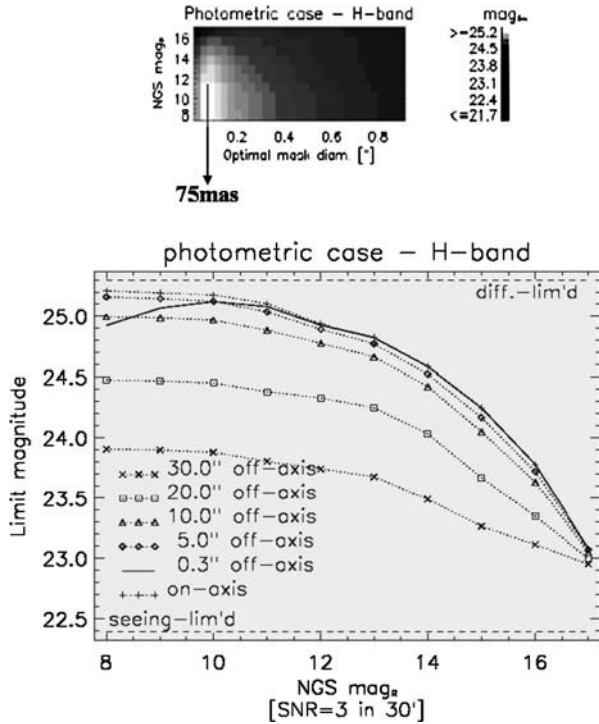 Photometric case - H-band
mag_lim
NGS mag_R
16
14
12
10
8
0.2 0.4 0.6 0.8
Optimal mask diam. ["]
>=25.2
24.5
23.8
23.1
22.4
<=21.7
75mas
photometric case - H-band
diff.-lim'd
Limit magnitude
25.0
24.5
24.0
23.5
23.0
22.5
30.0" off-axis
20.0" off-axis
10.0" off-axis
5.0" off-axis
0.3" off-axis
on-axis
seeing-lim'd
8 10 12 14 16
NGS mag_R
[SNR=3 in 30']